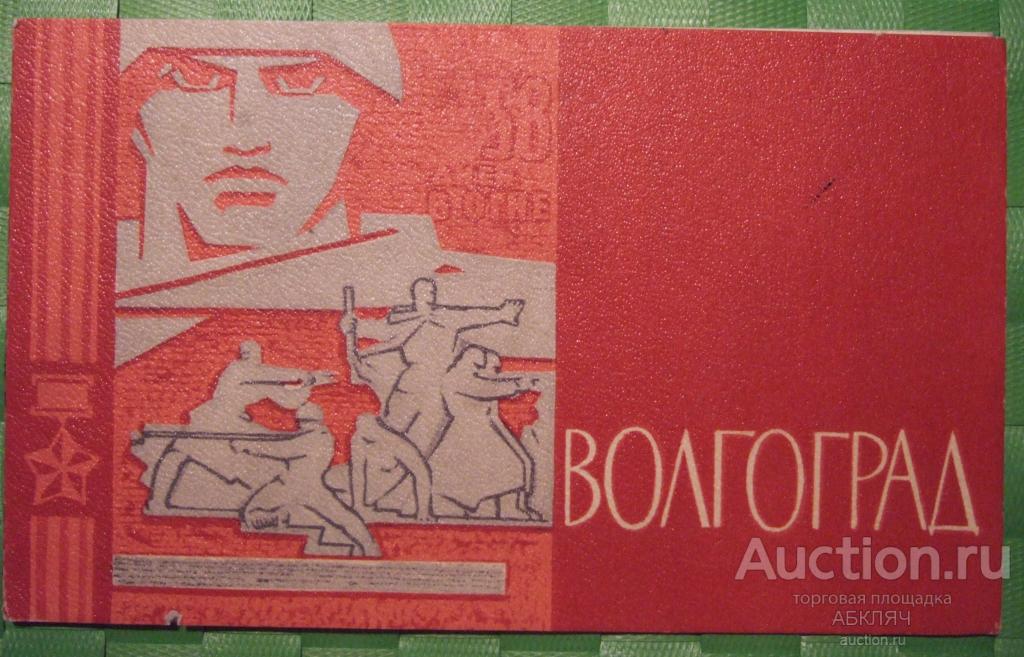 ВОЛГОГРАД
Auction.ru
торговая площадка
АБКЛЯЧ
auction.ru